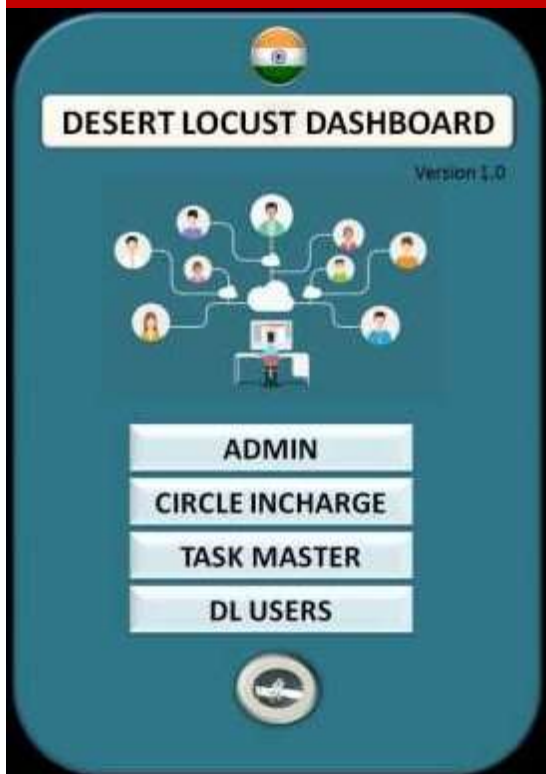 DESERT LOCUST DASHBOARD
Version 1.0
ADMIN
CIRCLE INCHARGE
TASK MASTER
DL USERS